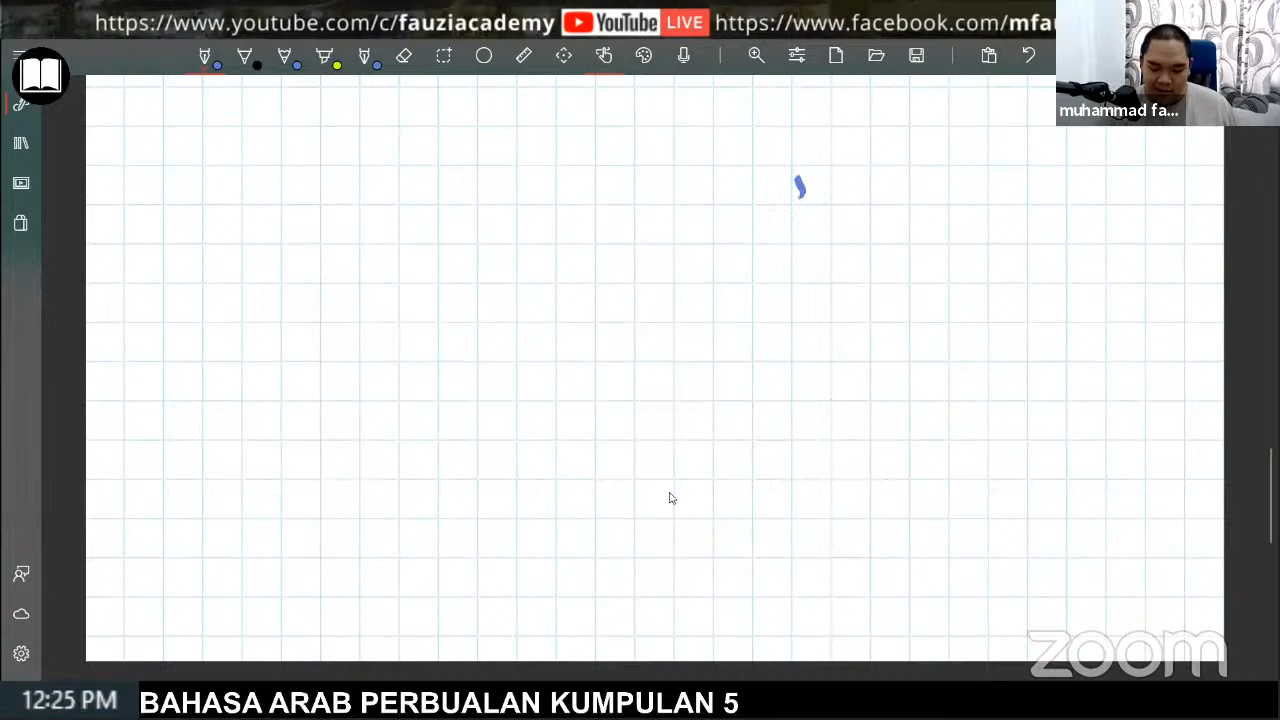 https://www.youtube.com/c/fauziacademy YouTube LIVE https://www.facebook.com/mfau
muhammad fa...
zoom
12:25 PM BAHASA ARAB PERBUALAN KUMPULAN 5